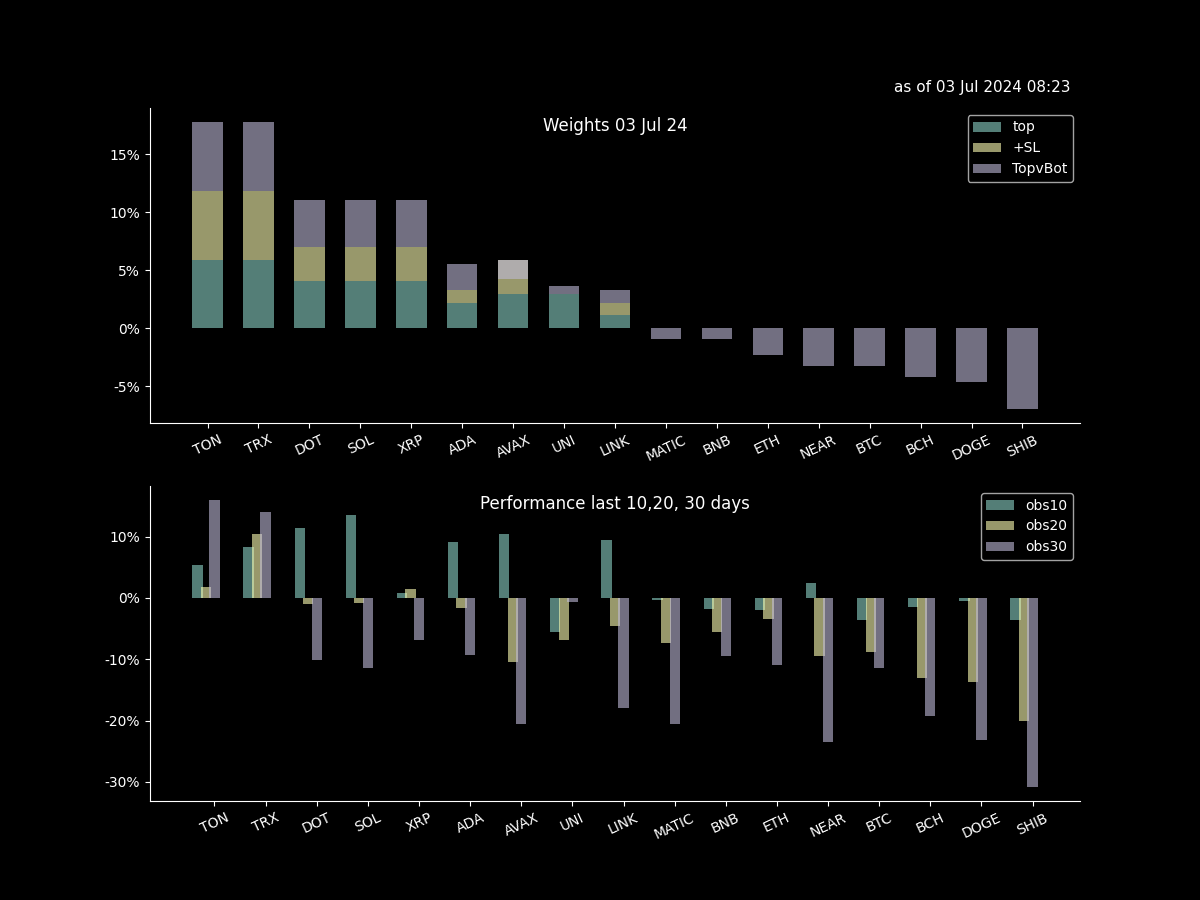 as of 03 Jul 2024 08:23
Weights 03 Jul 24
top
+SL
TopvBot
15%
10%
5%
0%
-5%
TON TRX DOT SOL XRP ADA AVAX UNI LINK MATIC BNB ETH NEAR BTC BCH DOGE SHIB
Performance last 10,20, 30 days
obs10
obs20
obs30
10%
0%
-10%
-20%
-30%
TON TRX DOT SOL XRP ADA AVAX UNI LINK MATIC BNB ETH NEAR BTC BCH DOGE SHIB